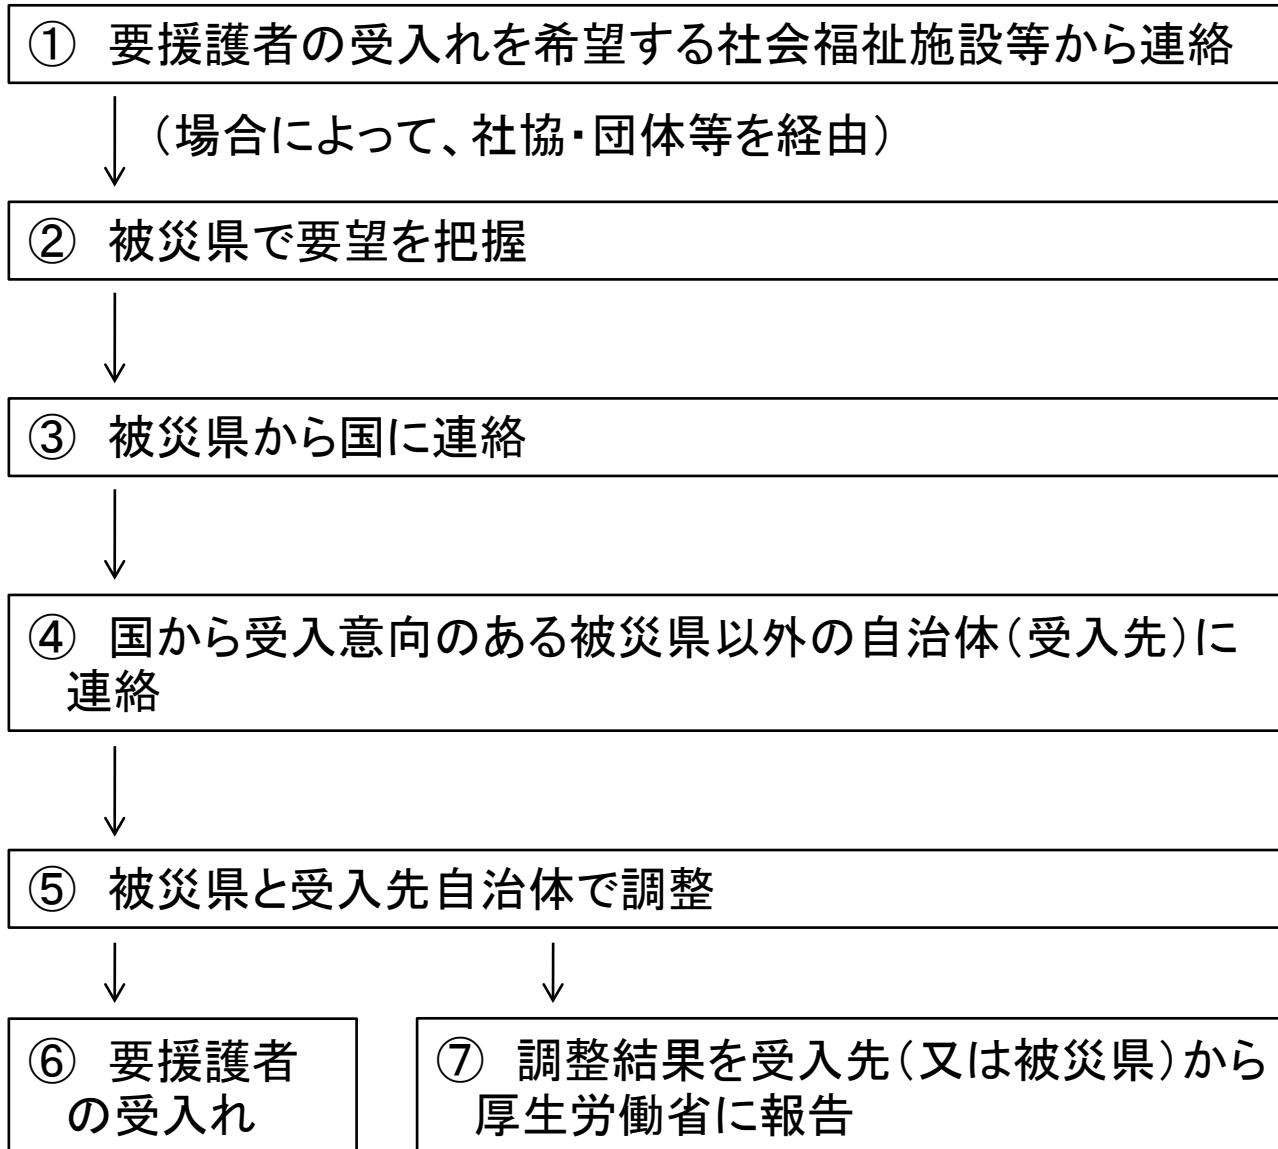 ① 要援護者の受入れを希望する社会福祉施設等から連絡
（場合によって、社協・団体等を経由）
② 被災県で要望を把握
③ 被災県から国に連絡
④ 国から受入意向のある被災県以外の自治体（受入先）に
連絡
⑤ 被災県と受入先自治体で調整
⑥ 要援護者
の受入れ
⑦ 調整結果を受入先（又は被災県）から
厚生労働省に報告